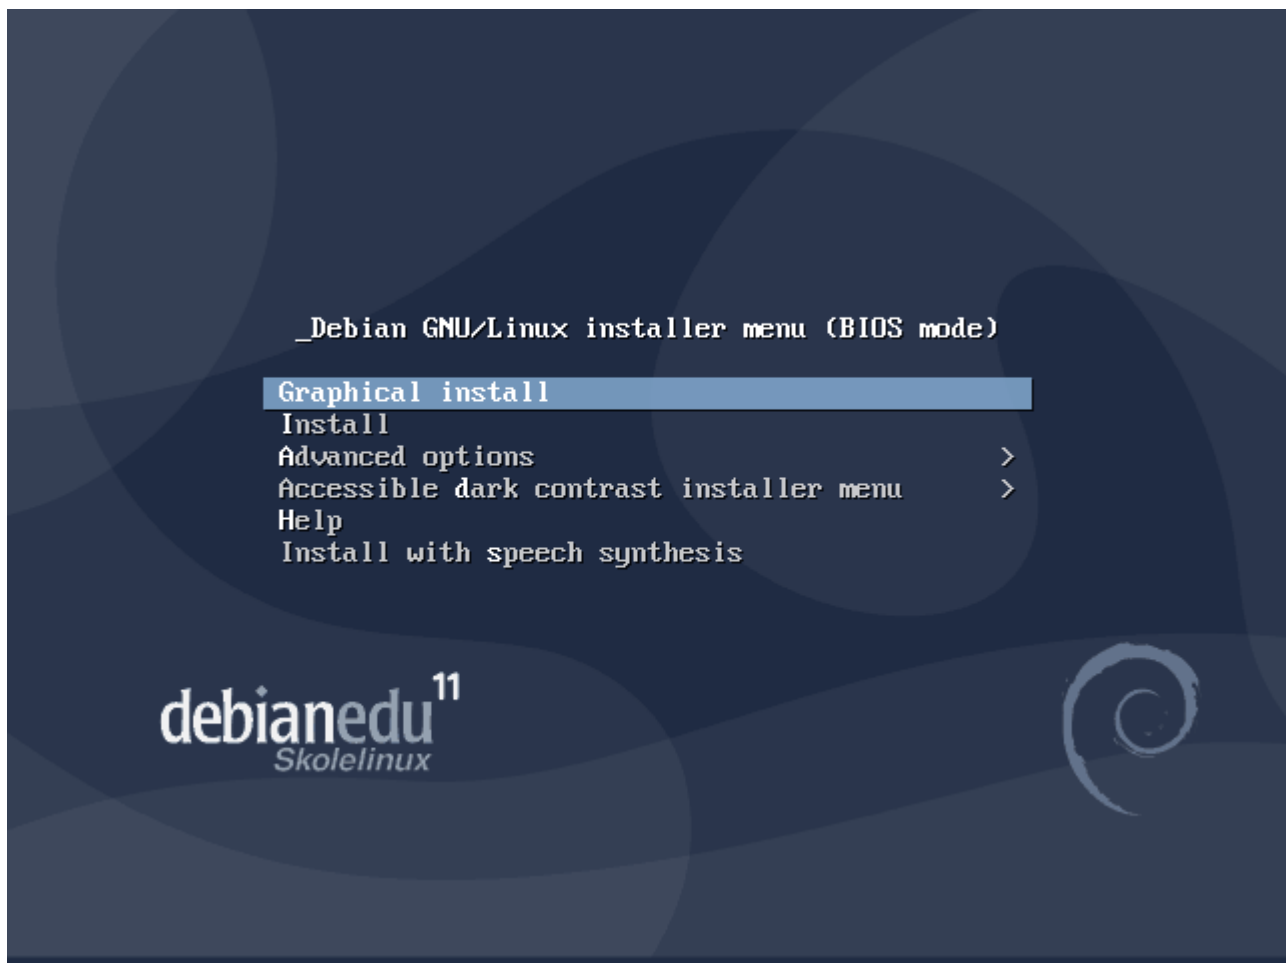 _Debian GNU/Linux installer menu (BIOS mode)
Graphical install
Install
Advanced options >
Accessible dark contrast installer menu >
Help
Install with speech synthesis
debianedu 11
Skolelinux